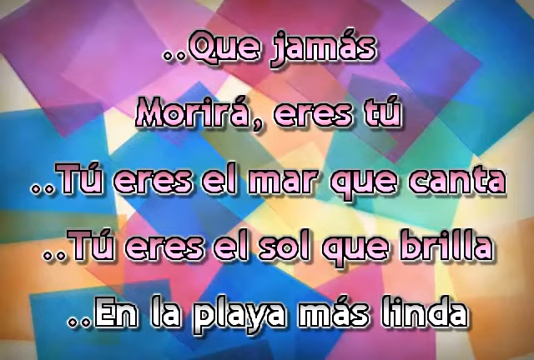 ..Que jamás
Morirá, eres tú
..Tú eres el mar que canta
..Tú eres el sol que brilla
..En la playa más linda